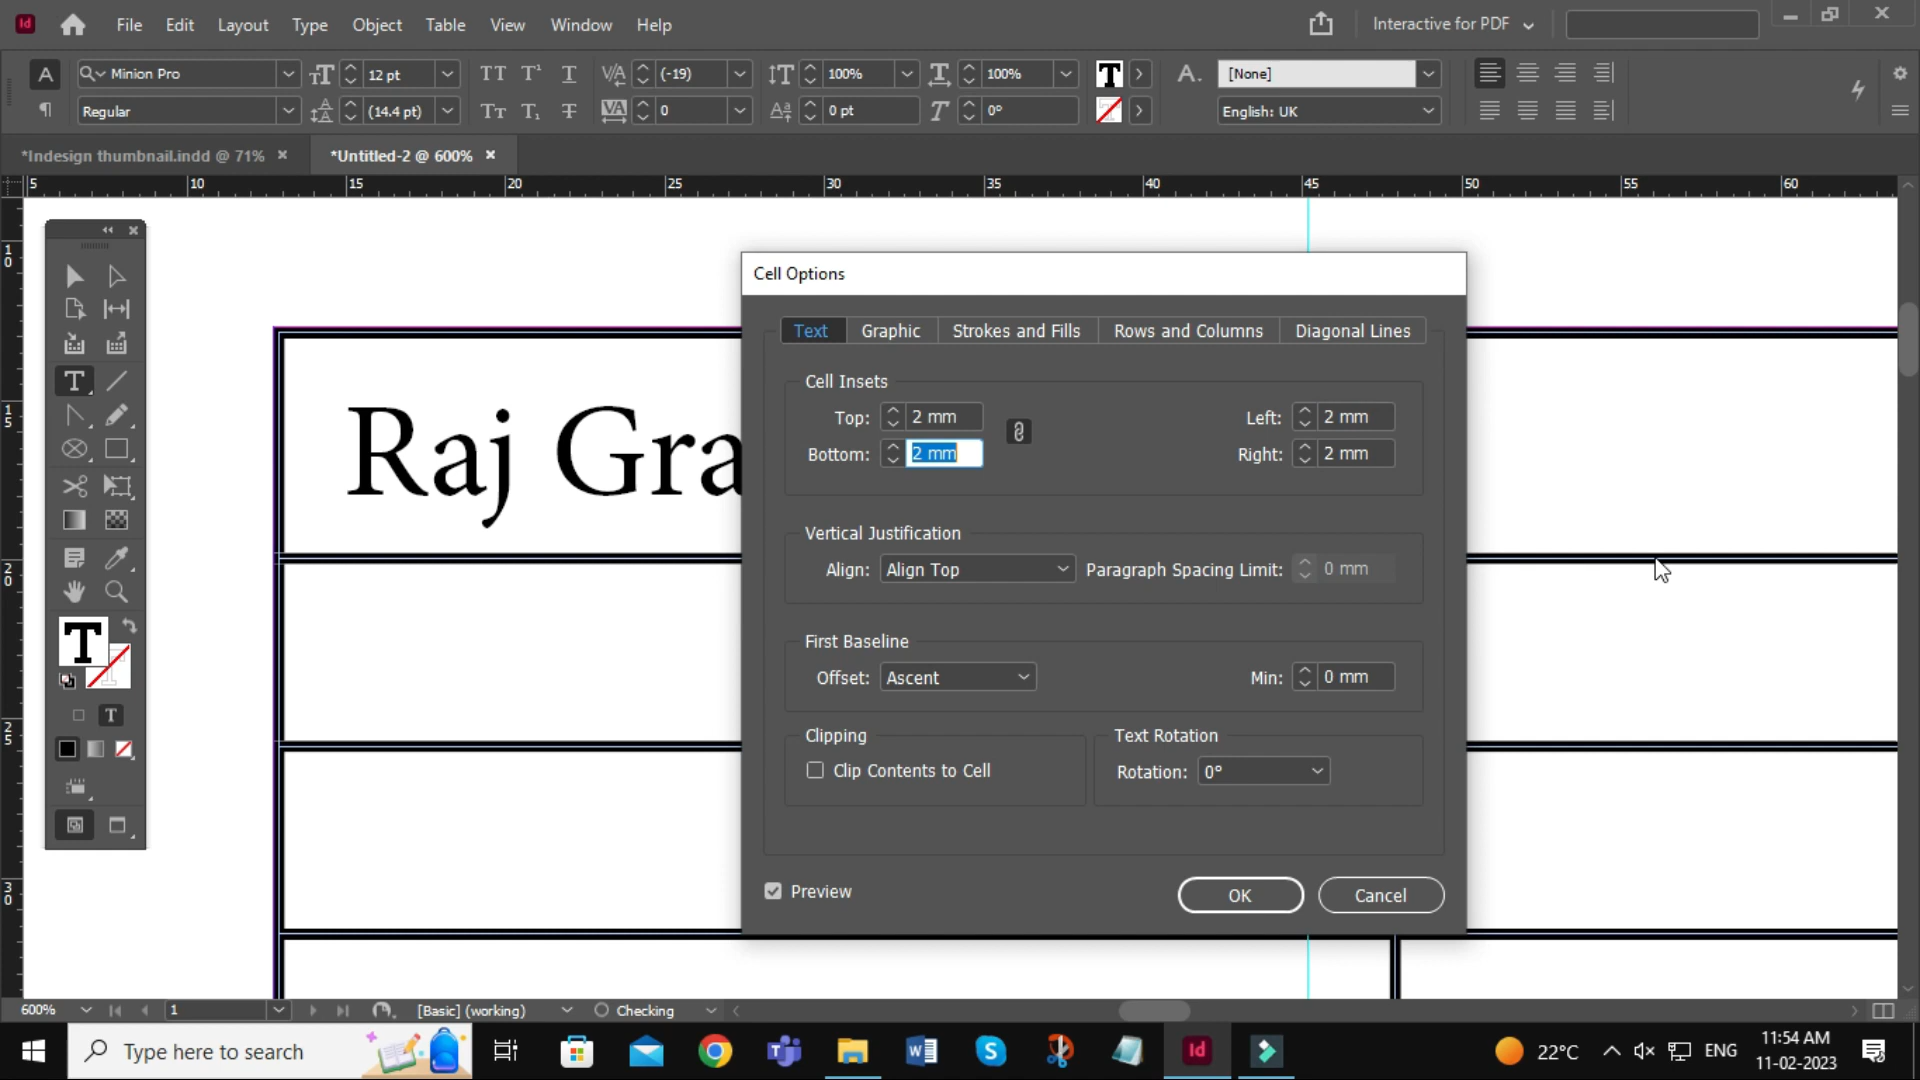 Id File Edit Layout Type Object Table View Window Help Interactive for PDF
A Minion Pro 12 pt (-19) 100% 100% T A. [None]
Regular (14.4 pt) 0 0 pt 0° English: UK
*Indesign thumbnail.indd @ 71% *Untitled-2 @ 600%
5 10 15 20 25 30 35 40 45 50 55 60
10
15
20
25
30
Raj Gra
Cell Options
Text Graphic Strokes and Fills Rows and Columns Diagonal Lines
Cell Insets
Top: 2 mm Left: 2 mm
Bottom: 2 mm Right: 2 mm
Vertical Justification
Align: Align Top Paragraph Spacing Limit: 0 mm
First Baseline
Offset: Ascent Min: 0 mm
Clipping Text Rotation
Clip Contents to Cell Rotation: 0°
Preview OK Cancel
600% 1 [Basic] (working) Checking
Type here to search 22°C ENG 11:54 AM
11-02-2023